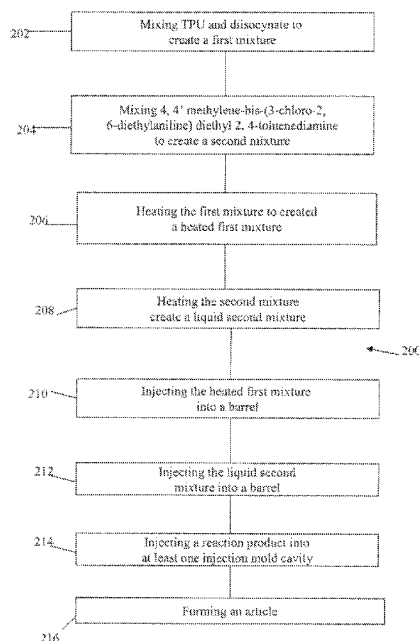 202
Mixing TPU and diisocynate to
create a first mixture
204
Mixing 4, 4' methylene-bis-(3-chloro-2,
6-diethylaniline) diethyl 2, 4-toluenediamine
to create a second mixture
206
Heating the first mixture to created
a heated first mixture
208
Heating the second mixture
create a liquid second mixture
200
210
Injecting the heated first mixture
into a barrel
212
Injecting the liquid second
mixture into a barrel
214
Injecting a reaction product into
at least one injection mold cavity
Forming an article
216